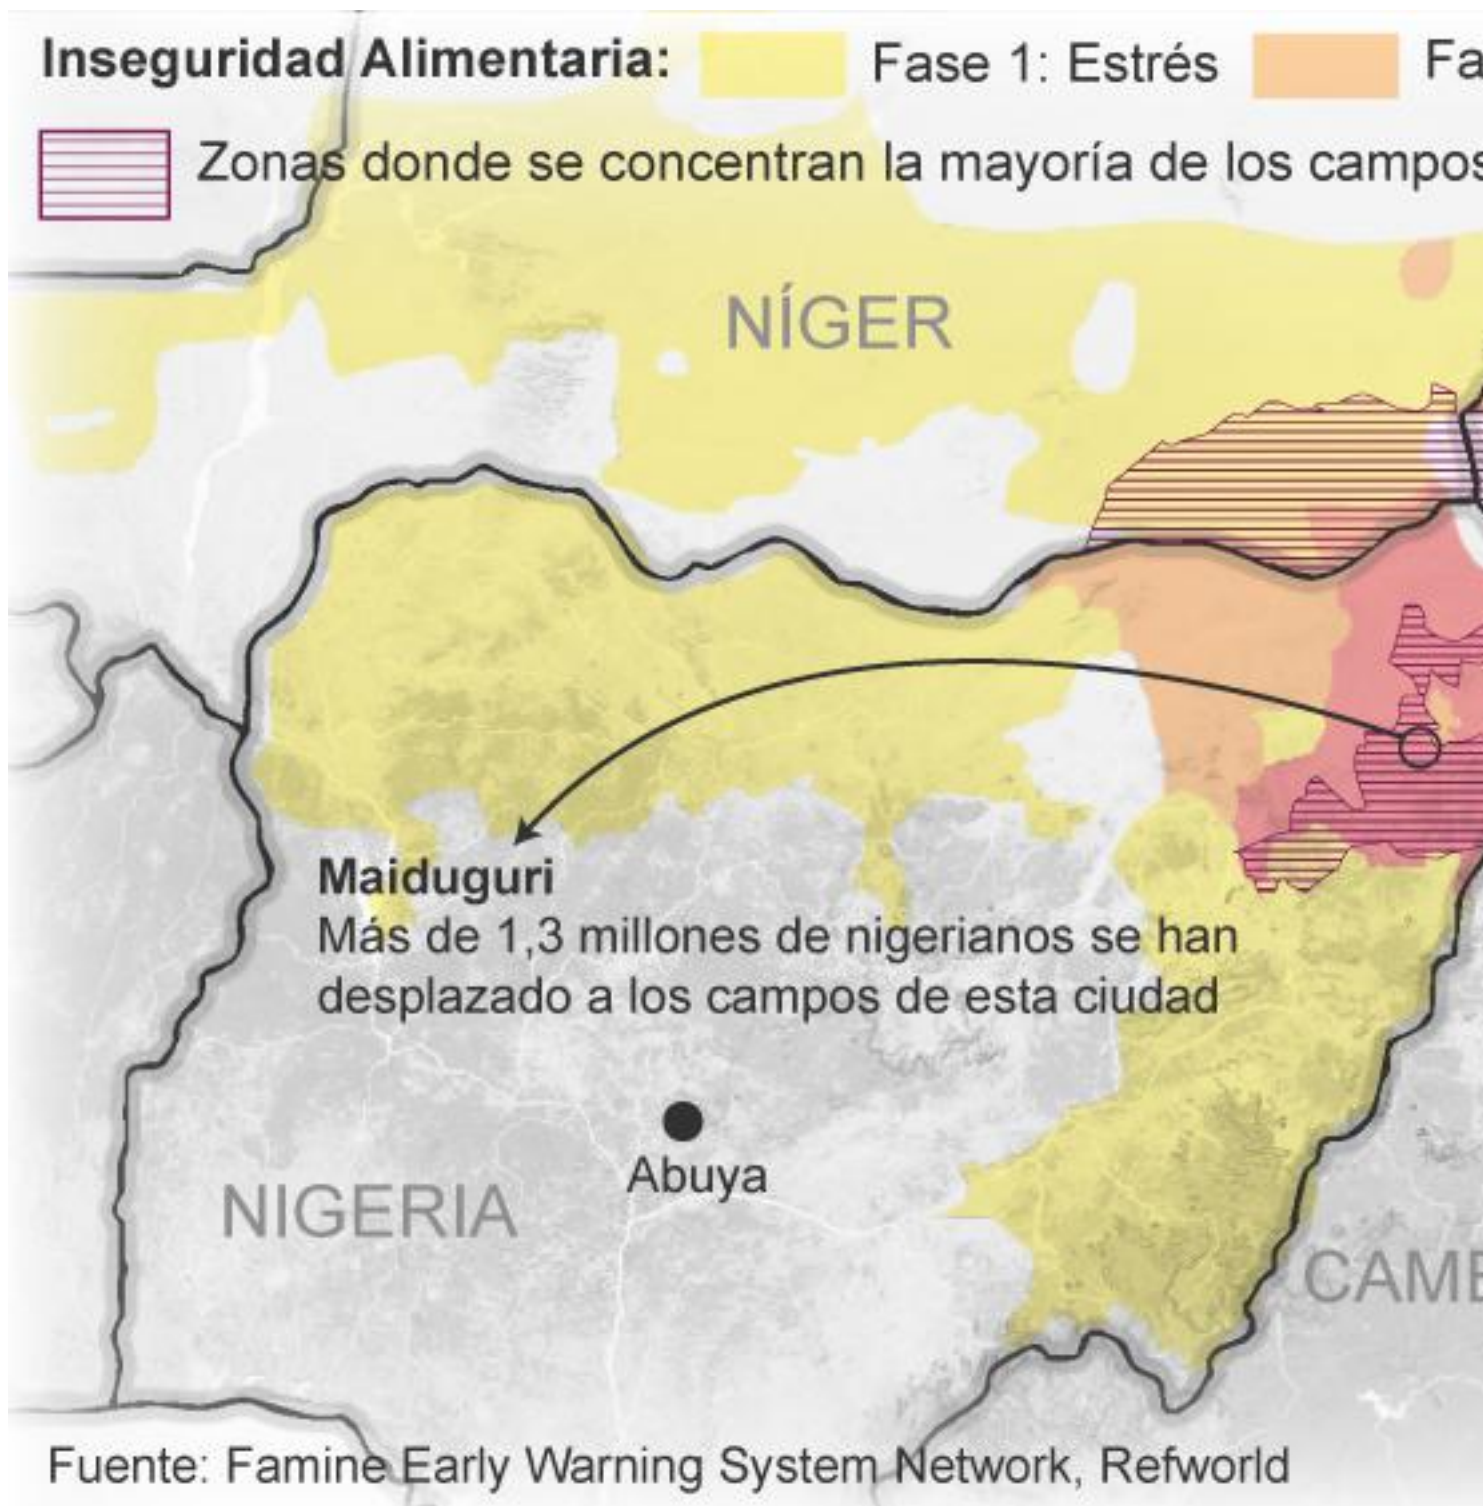 Inseguridad Alimentaria: Fase 1: Estrés Fa
Zonas donde se concentran la mayoría de los campos
NÍGER
Maiduguri
Más de 1,3 millones de nigerianos se han
desplazado a los campos de esta ciudad
Abuya
NIGERIA
CAME
Fuente: Famine Early Warning System Network, Refworld